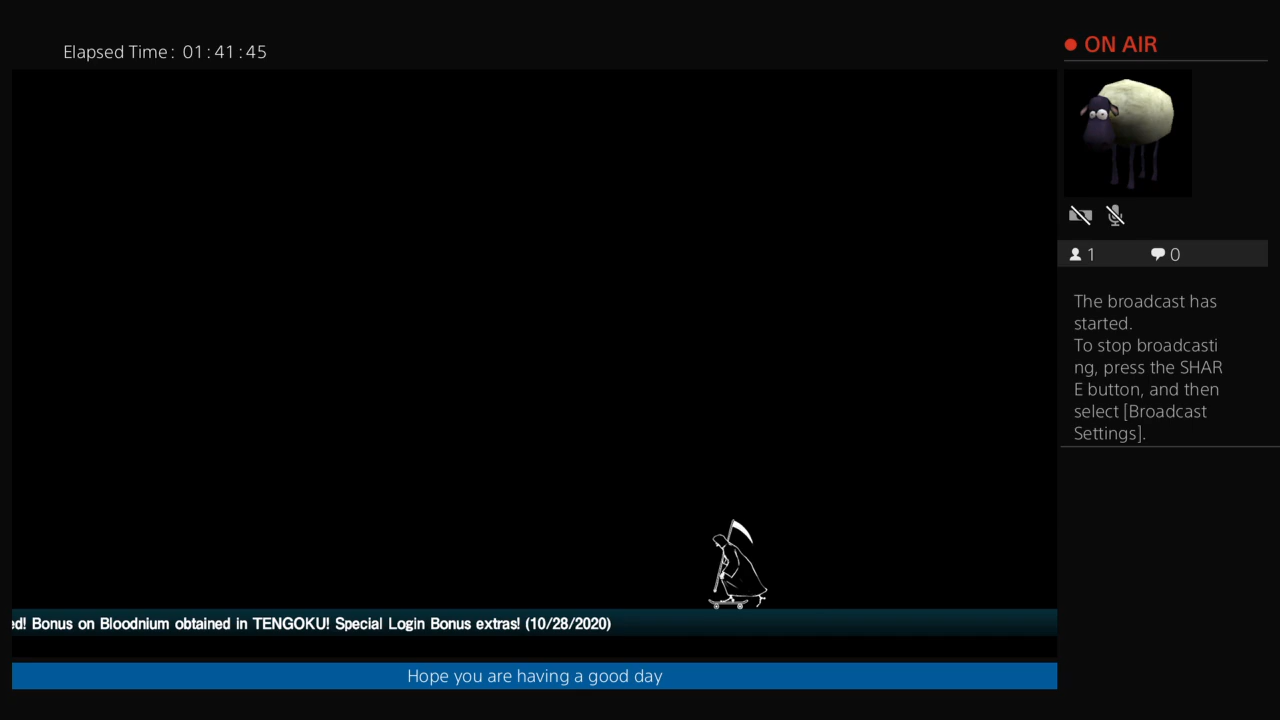 Elapsed Time: 01:41:45
ON AIR
1
0
The broadcast has
started.
To stop broadcasti
ng, press the SHAR
E button, and then
select [Broadcast
Settings].
ed! Bonus on Bloodnium obtained in TENGOKU! Special Login Bonus extras! (10/28/2020)
Hope you are having a good day